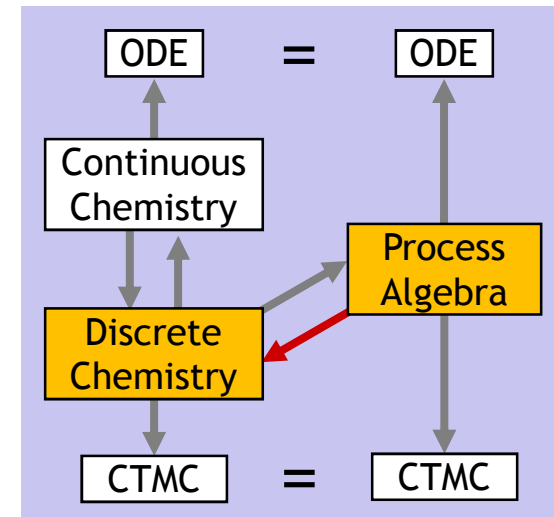 ODE = ODE
Continuous
Chemistry
Process
Algebra
Discrete
Chemistry
CTMC = CTMC